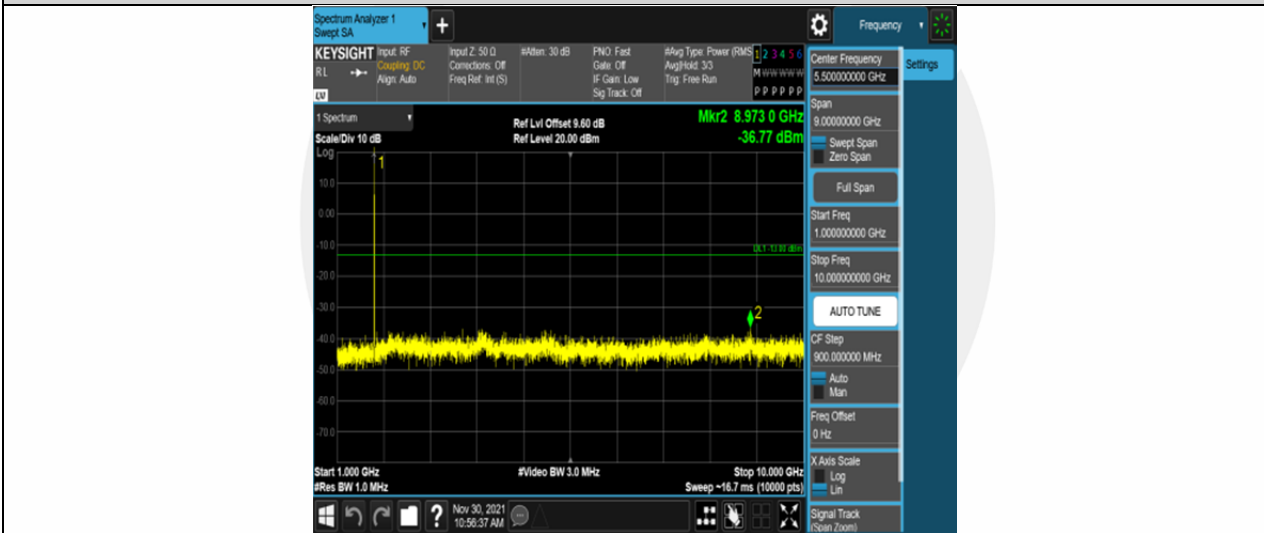 Spectrum Analyzer 1
Swept SA
+
Frequency
KEYSIGHT
RL
LV
Input: RF
Coupling: DC
Align: Auto
Input Z: 50 Ω
Corrections: Off
Freq Ref: Int (S)
#Atten: 30 dB
PNO: Fast
Gate: Off
IF Gain: Low
Sig Track: Off
#Avg Type: Power (RMS
Avg|Hold: 3/3
Trig: Free Run
1 2 3 4 5 6
M W W W W W
P P P P P P
Settings
1 Spectrum
Scale/Div 10 dB
Log
Ref Lvl Offset 9.60 dB
Ref Level 20.00 dBm
Mkr2 8.973 0 GHz
-36.77 dBm
1
10.0
0.00
-10.0
DL1 -13.00 dBm
-20.0
-30.0
2
-40.0
-50.0
-60.0
-70.0
Start 1.000 GHz
#Res BW 1.0 MHz
#Video BW 3.0 MHz
Stop 10.000 GHz
Sweep ~16.7 ms (10000 pts)
Center Frequency
5.500000000 GHz
Span
9.00000000 GHz
Swept Span
Zero Span
Full Span
Start Freq
1.000000000 GHz
Stop Freq
10.000000000 GHz
AUTO TUNE
CF Step
900.000000 MHz
Auto
Man
Freq Offset
0 Hz
X Axis Scale
Log
Lin
Signal Track
(Span Zoom)
?
Nov 30, 2021
10:56:37 AM